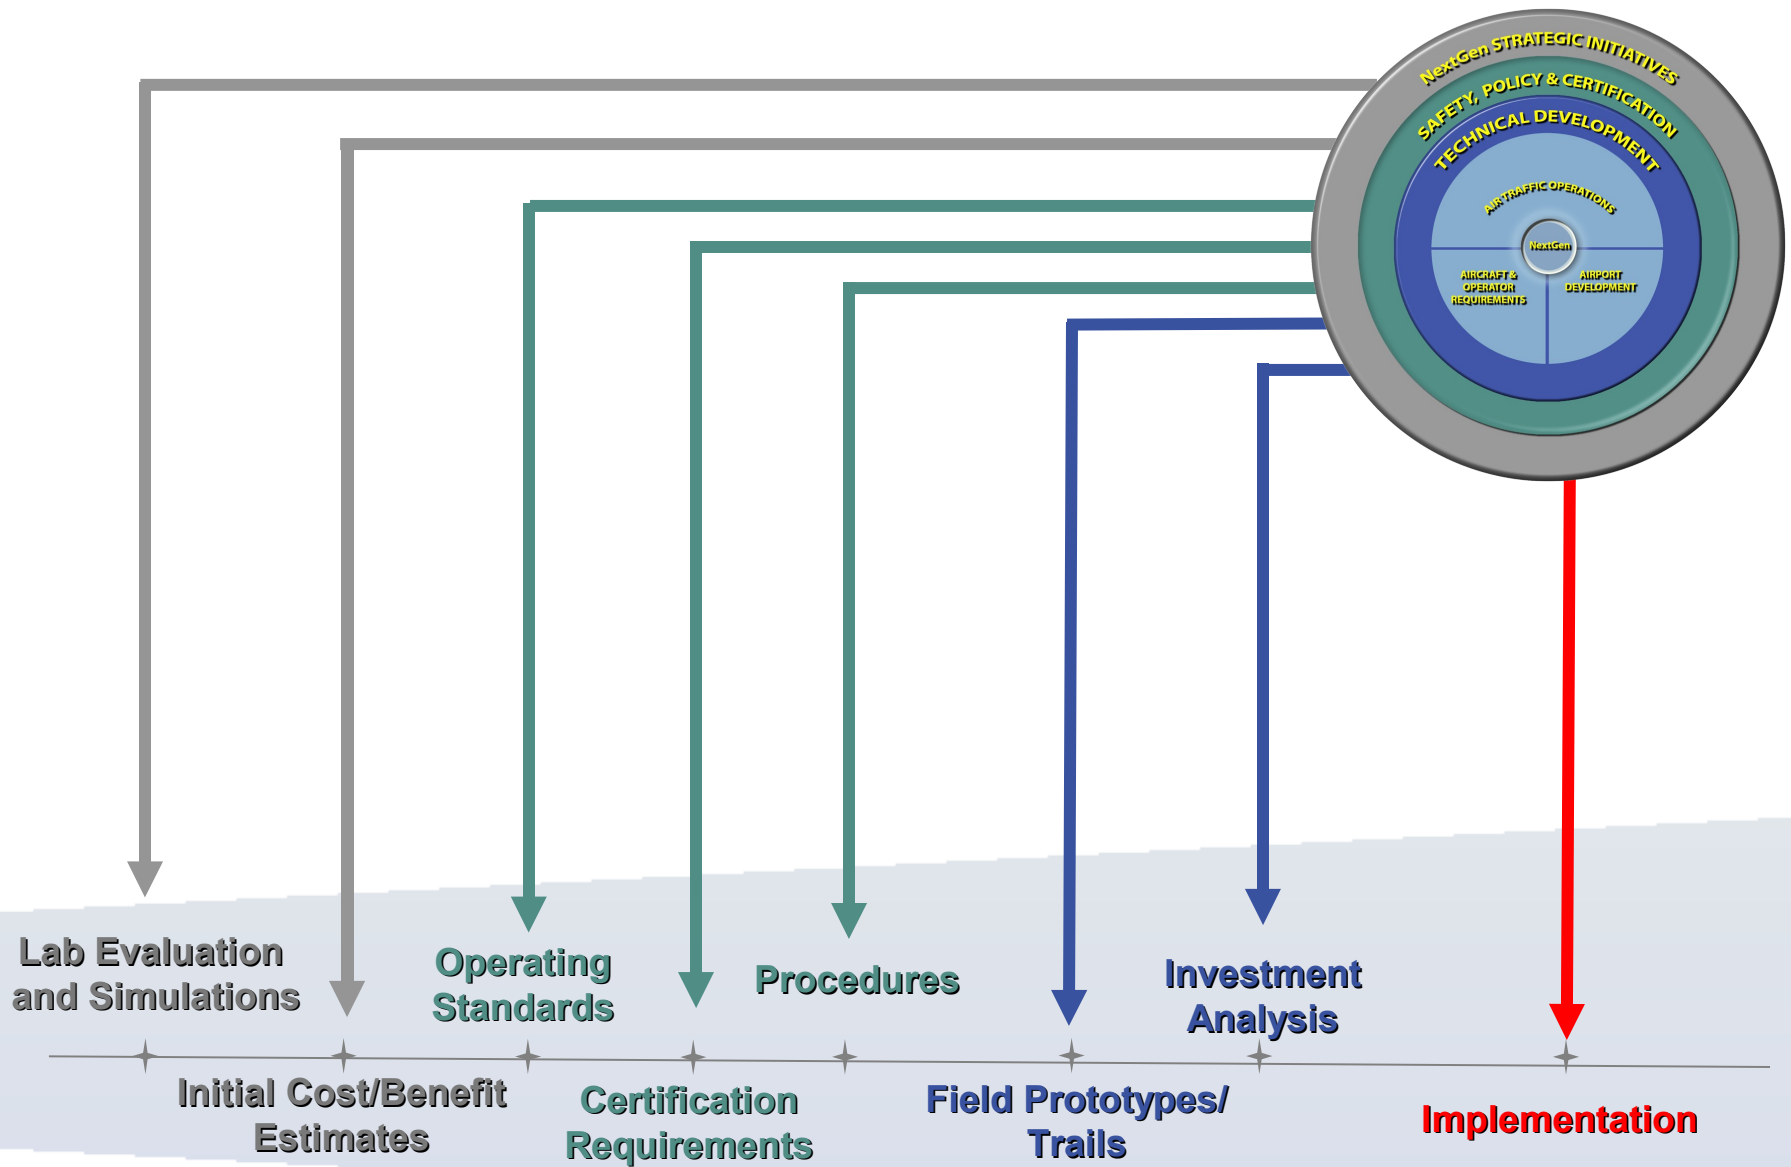 NextGen STRATEGIC INITIATIVES
SAFETY, POLICY & CERTIFICATION
TECHNICAL DEVELOPMENT
AIR TRAFFIC OPERATIONS
NextGen
AIRCRAFT &
OPERATOR
REQUIREMENTS
AIRPORT
DEVELOPMENT
Lab Evaluation
and Simulations
Initial Cost/Benefit
Estimates
Operating
Standards
Certification
Requirements
Procedures
Field Prototypes/
Trails
Investment
Analysis
Implementation